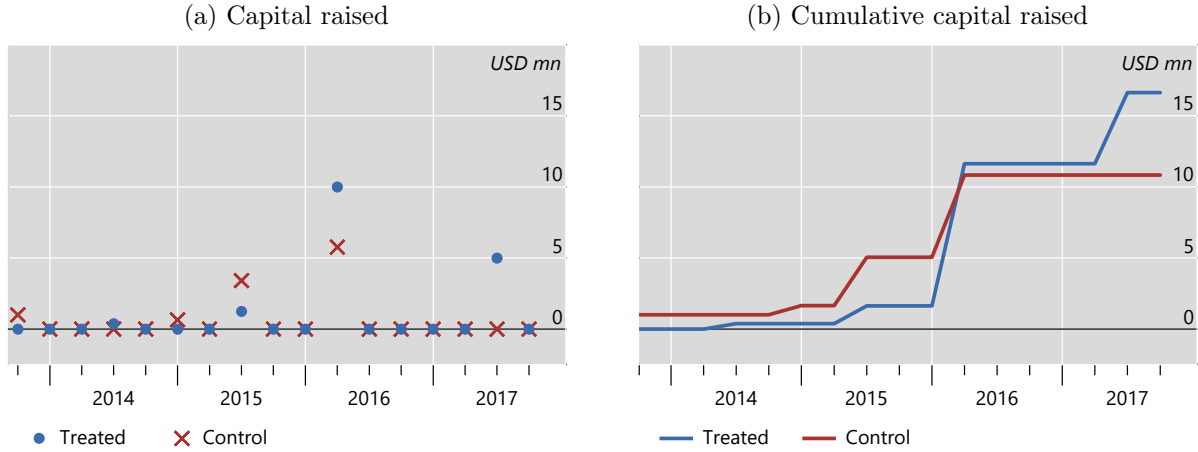 (a) Capital raised
USD mn
15
10
5
0
2014 2015 2016 2017
Treated Control
(b) Cumulative capital raised
USD mn
15
10
5
0
2014 2015 2016 2017
Treated Control